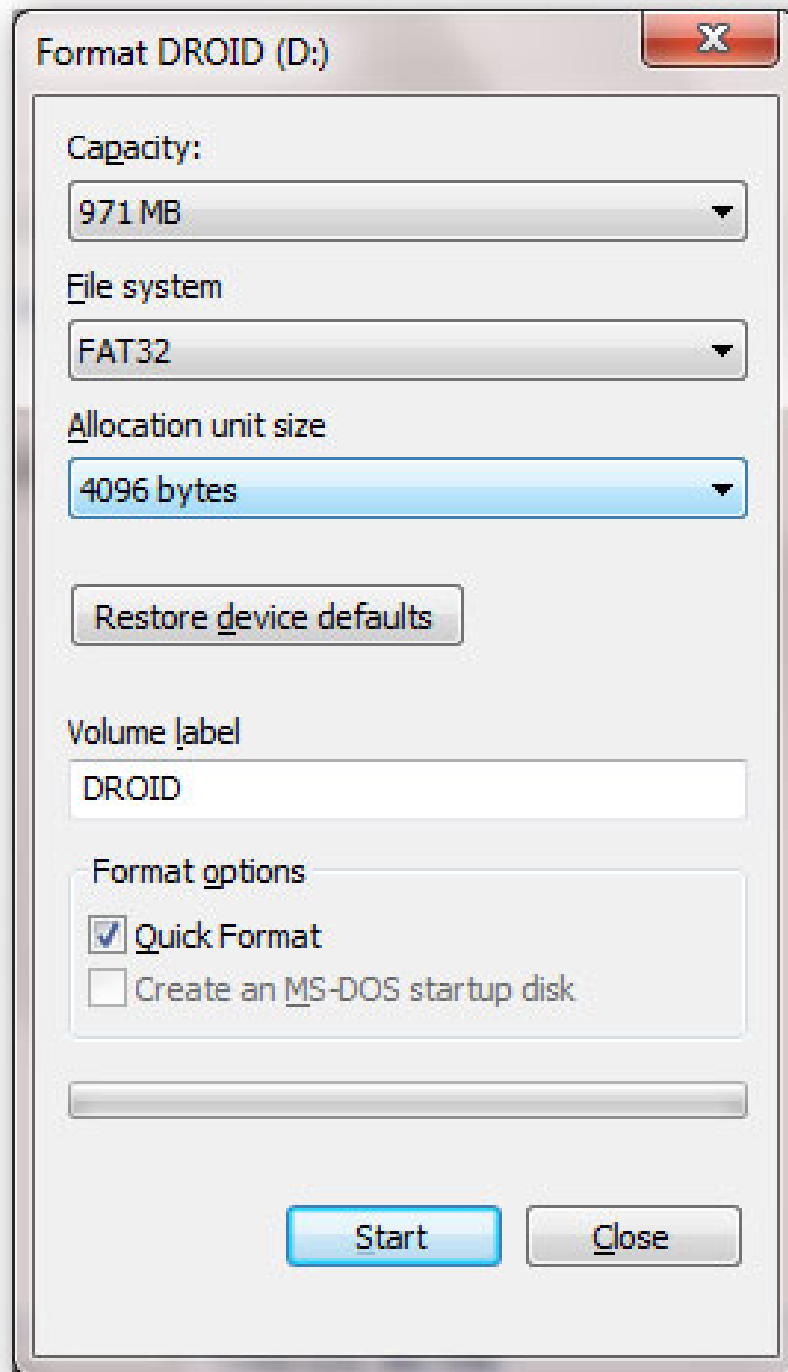 Format DROID (D:)
Capacity:
971 MB
File system
FAT32
Allocation unit size
4096 bytes
Restore device defaults
Volume label
DROID
Format options
Quick Format
Create an MS-DOS startup disk
Start
Close